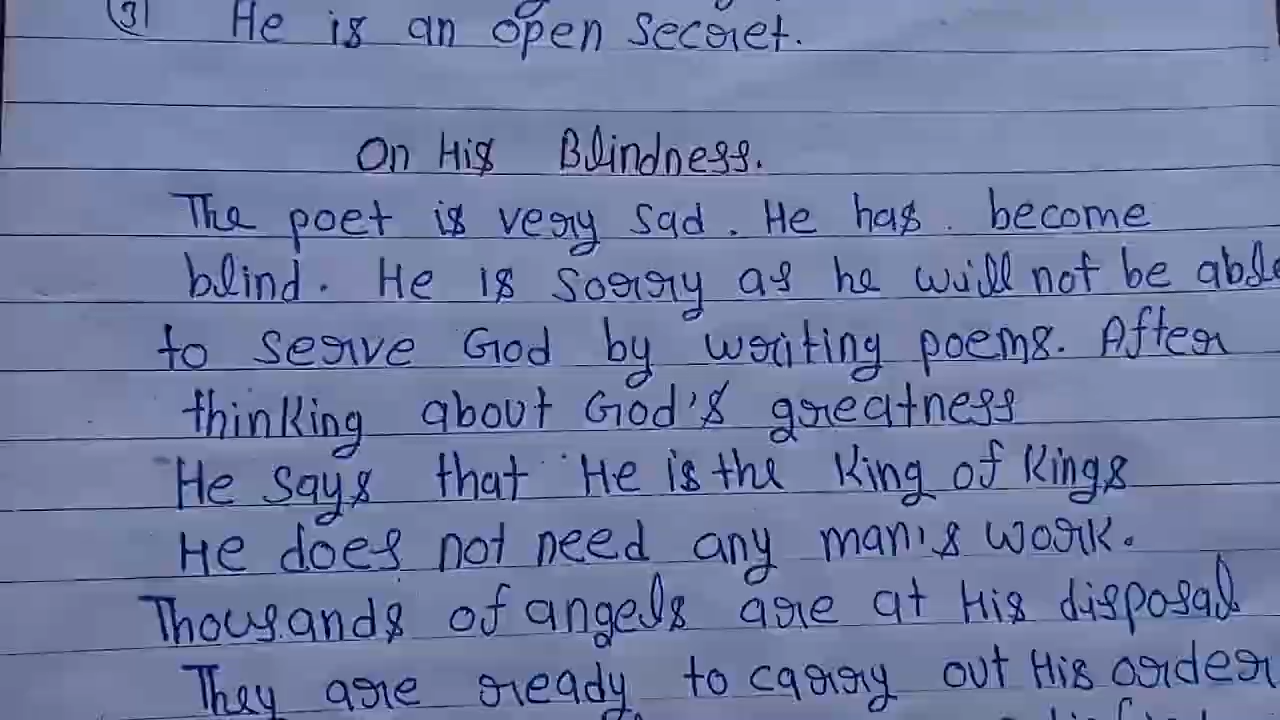 (3) He is an open secret.
On His Blindness.
The poet is very sad. He has become
blind. He is sorry as he will not be able
to serve God by writing poems. After
thinking about God's greatness
He says that He is the King of Kings
He does not need any man's work.
Thousands of angels are at His disposal
They are ready to carry out His order